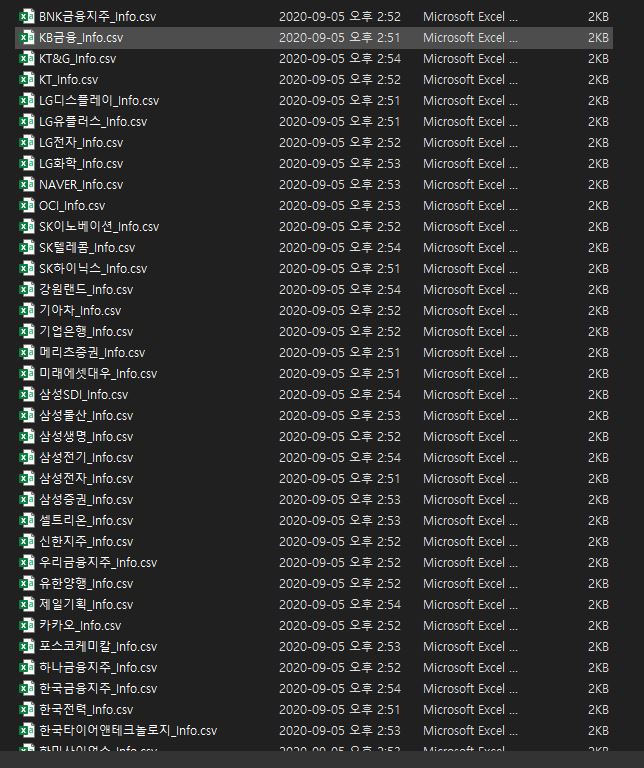 BNK금융지주_Info.csv 2020-09-05 오후 2:52 Microsoft Excel ... 2KB
KB금융_Info.csv 2020-09-05 오후 2:51 Microsoft Excel ... 2KB
KT&G_Info.csv 2020-09-05 오후 2:54 Microsoft Excel ... 2KB
KT_Info.csv 2020-09-05 오후 2:52 Microsoft Excel ... 2KB
LG디스플레이_Info.csv 2020-09-05 오후 2:51 Microsoft Excel ... 2KB
LG유플러스_Info.csv 2020-09-05 오후 2:51 Microsoft Excel ... 2KB
LG전자_Info.csv 2020-09-05 오후 2:52 Microsoft Excel ... 2KB
LG화학_Info.csv 2020-09-05 오후 2:53 Microsoft Excel ... 2KB
NAVER_Info.csv 2020-09-05 오후 2:53 Microsoft Excel ... 2KB
OCI_Info.csv 2020-09-05 오후 2:53 Microsoft Excel ... 2KB
SK이노베이션_Info.csv 2020-09-05 오후 2:52 Microsoft Excel ... 2KB
SK텔레콤_Info.csv 2020-09-05 오후 2:54 Microsoft Excel ... 2KB
SK하이닉스_Info.csv 2020-09-05 오후 2:51 Microsoft Excel ... 2KB
강원랜드_Info.csv 2020-09-05 오후 2:54 Microsoft Excel ... 2KB
기아차_Info.csv 2020-09-05 오후 2:52 Microsoft Excel ... 2KB
기업은행_Info.csv 2020-09-05 오후 2:52 Microsoft Excel ... 2KB
메리츠증권_Info.csv 2020-09-05 오후 2:51 Microsoft Excel ... 2KB
미래에셋대우_Info.csv 2020-09-05 오후 2:51 Microsoft Excel ... 2KB
삼성SDI_Info.csv 2020-09-05 오후 2:54 Microsoft Excel ... 2KB
삼성물산_Info.csv 2020-09-05 오후 2:53 Microsoft Excel ... 2KB
삼성생명_Info.csv 2020-09-05 오후 2:52 Microsoft Excel ... 2KB
삼성전기_Info.csv 2020-09-05 오후 2:54 Microsoft Excel ... 2KB
삼성전자_Info.csv 2020-09-05 오후 2:51 Microsoft Excel ... 2KB
삼성증권_Info.csv 2020-09-05 오후 2:53 Microsoft Excel ... 2KB
셀트리온_Info.csv 2020-09-05 오후 2:53 Microsoft Excel ... 2KB
신한지주_Info.csv 2020-09-05 오후 2:52 Microsoft Excel ... 2KB
우리금융지주_Info.csv 2020-09-05 오후 2:52 Microsoft Excel ... 2KB
유한양행_Info.csv 2020-09-05 오후 2:52 Microsoft Excel ... 2KB
제일기획_Info.csv 2020-09-05 오후 2:54 Microsoft Excel ... 2KB
카카오_Info.csv 2020-09-05 오후 2:52 Microsoft Excel ... 2KB
포스코케미칼_Info.csv 2020-09-05 오후 2:53 Microsoft Excel ... 2KB
하나금융지주_Info.csv 2020-09-05 오후 2:52 Microsoft Excel ... 2KB
한국금융지주_Info.csv 2020-09-05 오후 2:54 Microsoft Excel ... 2KB
한국전력_Info.csv 2020-09-05 오후 2:51 Microsoft Excel ... 2KB
한국타이어앤테크놀로지_Info.csv 2020-09-05 오후 2:53 Microsoft Excel ... 2KB